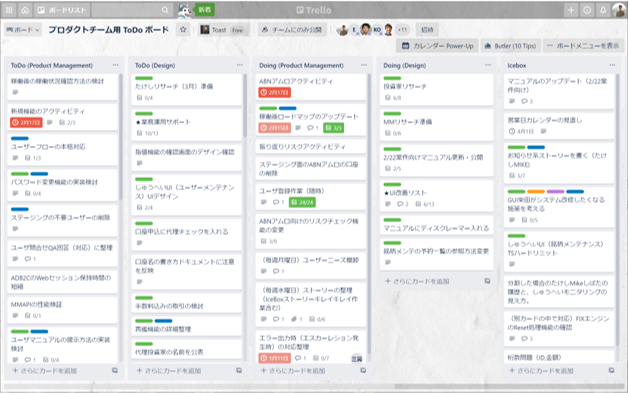 ボードリスト
Trello
新着
ボード
プロダクトチーム用 ToDo ボード
Toast
Free
チームにのみ公開
KO
+11
招待
カレンダー Power-Up
Butler (10 Tips)
ボードメニューを表示
ToDo (Product Management)
稼働後の稼働状況確認方法の検討
新規機能のアクティビティ
2月17日
2/3
ユーザーフローの本格対応
1/3
パスワード変更機能の実装検討
0/4
ステージングの不要ユーザーの削除
ユーザ問合せQA回答（対応）に整理
1
ADB2CのWebセッション保持時間の
短縮
MMAPIの性能検証
0/3
ユーザマニュアルの提示方法の実装
検討
1
0/4
さらにカードを追加
ToDo (Design)
たけしリサーチ（3月）準備
0/4
★業務運用サポート
10/13
指値機能の確認画面のデザイン確認
しゅうへいUI（ユーザーメンテナン
ス）UIデザイン
2/4
口座申込に代理チェックを入れる
口座名の書き方ドキュメントに注意
を反映
手数料込みの取引の検討
再鑑機能の詳細整理
代理投資家の名前を公表
さらにカードを追加
Doing (Product Management)
ABNアムロアクティビティ
2月17日
稼働後ロードマップのアップデート
2月15日
1
3/3
振り返りリスクアクティビティ
ステージング面のABNアムロの口座
の削除
ユーザ登録作業（随時）
1
24/24
ABNアムロ向けのリスクチェック機
能の変更
3/9
（毎週月曜日）ユーザーニーズ棚卸
1
（毎週水曜日）ストーリーの整理
（IceBoxストーリーキレイキレイ作
業含む）
1
1
0/6
エラー出力時（エスカレーション発
生時）の対応整理
1月11日
1
0/7
さらにカードを追加
Doing (Design)
投資家リサーチ
6/8
MMリサーチ準備
0/6
2/22案件向けマニュアル更新・公開
2/5
★UI改善リスト
2
6/13
マニュアルにディスクレーマー入れる
銘柄メンテの予約一覧の参照方法変更
さらにカードを追加
Icebox
マニュアルのアップデート（2/22案
件向け）
3
営業日カレンダーの見直し
4月1日
お知らせ系ストーリーを書く（たけ
しMIKE）
5/7
GUI柴田がシステム改修したくなる
施策を考える
0/5
しゅうへいUI（銘柄メンテナンス）
TSハードリミット
分割した場合のたけしMikeしばたの
履歴と、しゅうへいモニタリングの
見え方。
（別カードの中で対応）FIXエンジン
のReset処理機能の確認
3
桁数問題（ID,金額）
さらにカードを追加